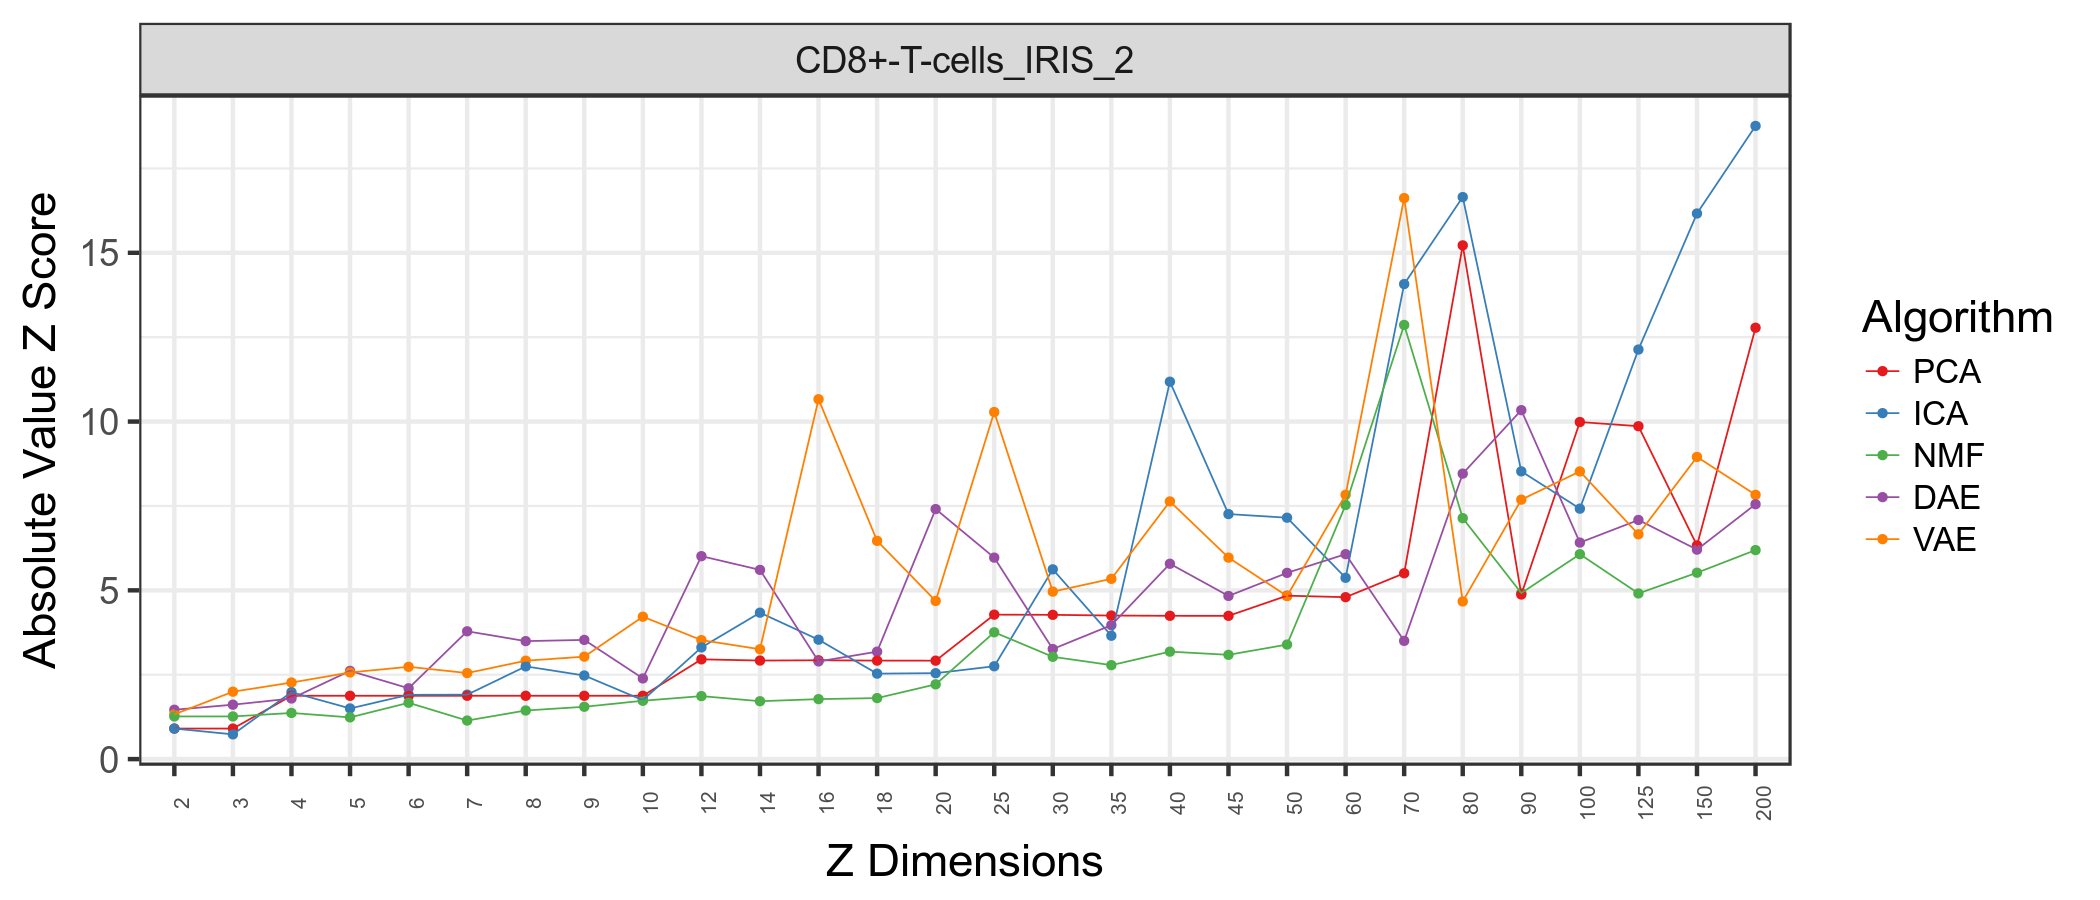 CD8+-T-cells_IRIS_2
Absolute Value Z Score
15
10
5
0
2 3 4 5 6 7 8 9 10 12 14 16 18 20 25 30 35 40 45 50 60 70 80 90 100 125 150 200
Z Dimensions
Algorithm
PCA
ICA
NMF
DAE
VAE